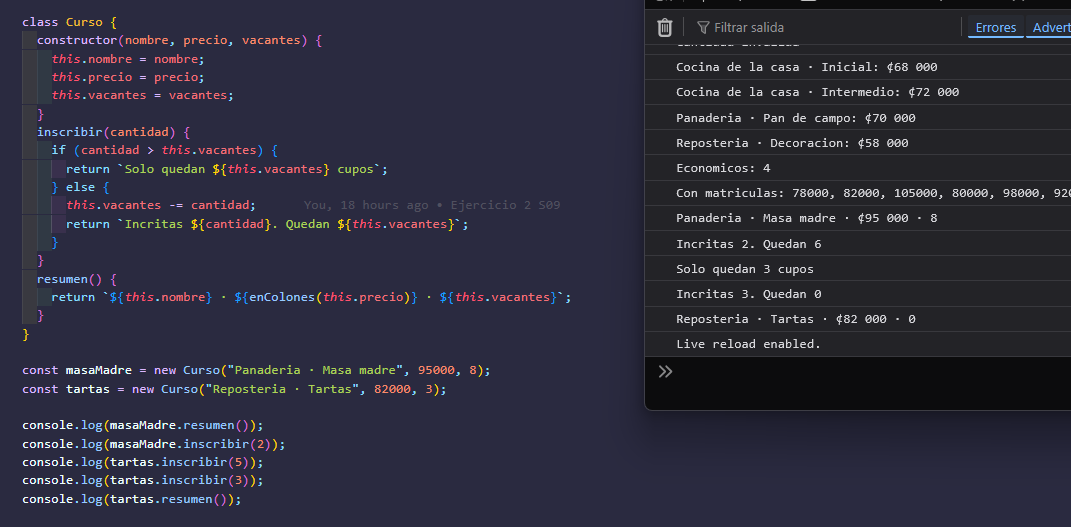 class Curso {
constructor(nombre, precio, vacantes) {
this.nombre = nombre;
this.precio = precio;
this.vacantes = vacantes;
}
inscribir(cantidad) {
if (cantidad > this.vacantes) {
return `Solo quedan ${this.vacantes} cupos`;
} else {
this.vacantes -= cantidad; You, 18 hours ago • Ejercicio 2 S09
return `Incritas ${cantidad}. Quedan ${this.vacantes}`;
}
}
resumen() {
return `${this.nombre} · ${enColones(this.precio)} · ${this.vacantes}`;
}
}
const masaMadre = new Curso("Panaderia · Masa madre", 95000, 8);
const tartas = new Curso("Reposteria · Tartas", 82000, 3);
console.log(masaMadre.resumen());
console.log(masaMadre.inscribir(2));
console.log(tartas.inscribir(5));
console.log(tartas.inscribir(3));
console.log(tartas.resumen());
Filtrar salida
Errores
Advert
Cocina de la casa · Inicial: ₡68 000
Cocina de la casa · Intermedio: ₡72 000
Panaderia · Pan de campo: ₡70 000
Reposteria · Decoracion: ₡58 000
Economicos: 4
Con matriculas: 78000, 82000, 105000, 80000, 98000, 920
Panaderia · Masa madre · ₡95 000 · 8
Incritas 2. Quedan 6
Solo quedan 3 cupos
Incritas 3. Quedan 0
Reposteria · Tartas · ₡82 000 · 0
Live reload enabled.